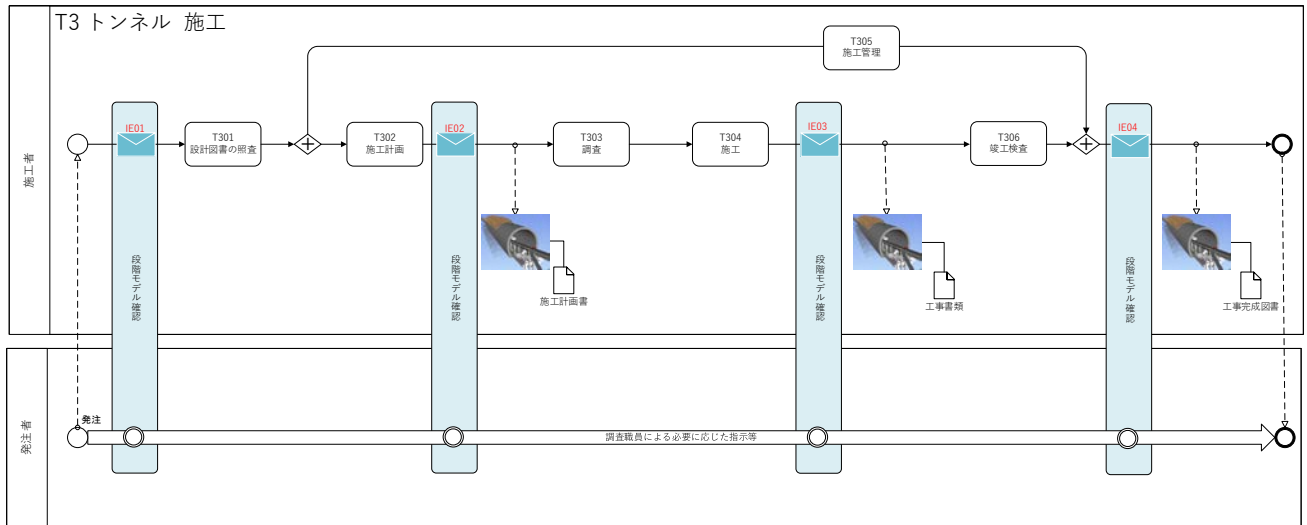 T3 トンネル 施工
T305
施工管理
IE01
T301
設計図書の照査
T302
施工計画
IE02
T303
調査
T304
施工
IE03
T306
竣工検査
IE04
施工者
段階モデル確認
施工計画書
段階モデル確認
段階モデル確認
工事書類
段階モデル確認
工事完成図書
発注者
発注
調査職員による必要に応じた指示等